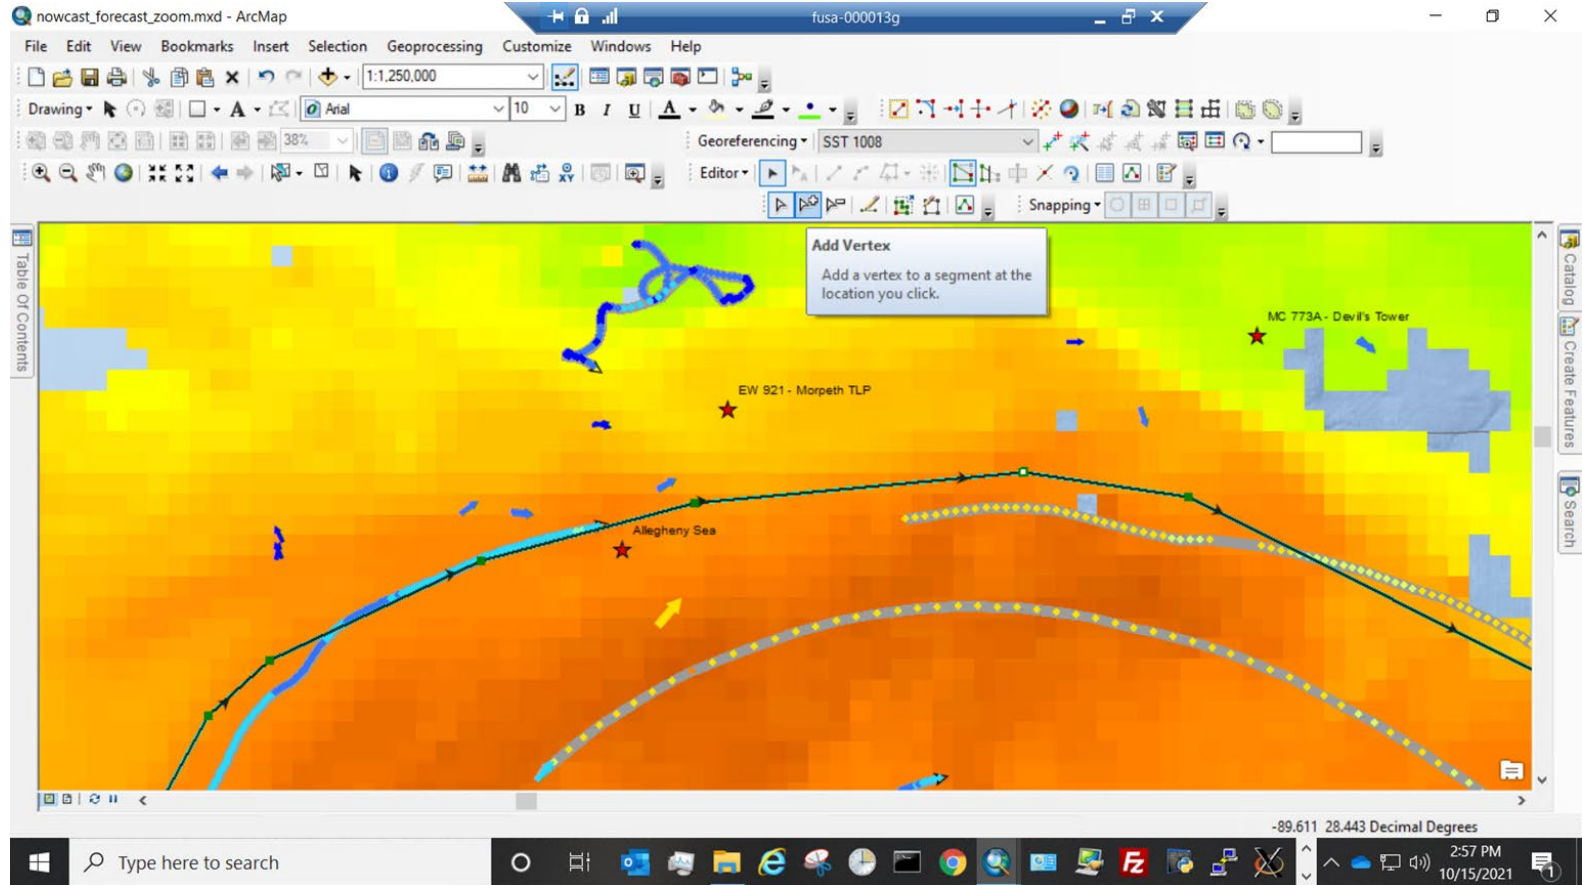 nowcast_forecast_zoom.mxd - ArcMap
fusa-000013g
File Edit View Bookmarks Insert Selection Geoprocessing Customize Windows Help
1:1,250,000
Drawing
A
Arial
10
B I U A
38%
Georeferencing
SST 1008
XY
Editor
Snapping
Table Of Contents
Add Vertex
Add a vertex to a segment at the
location you click.
Catalog
Create Features
Search
MC 773A - Devil's Tower
EW 921 - Morpeth TLP
Allegheny Sea
-89.611 28.443 Decimal Degrees
Type here to search
2:57 PM
10/15/2021
1